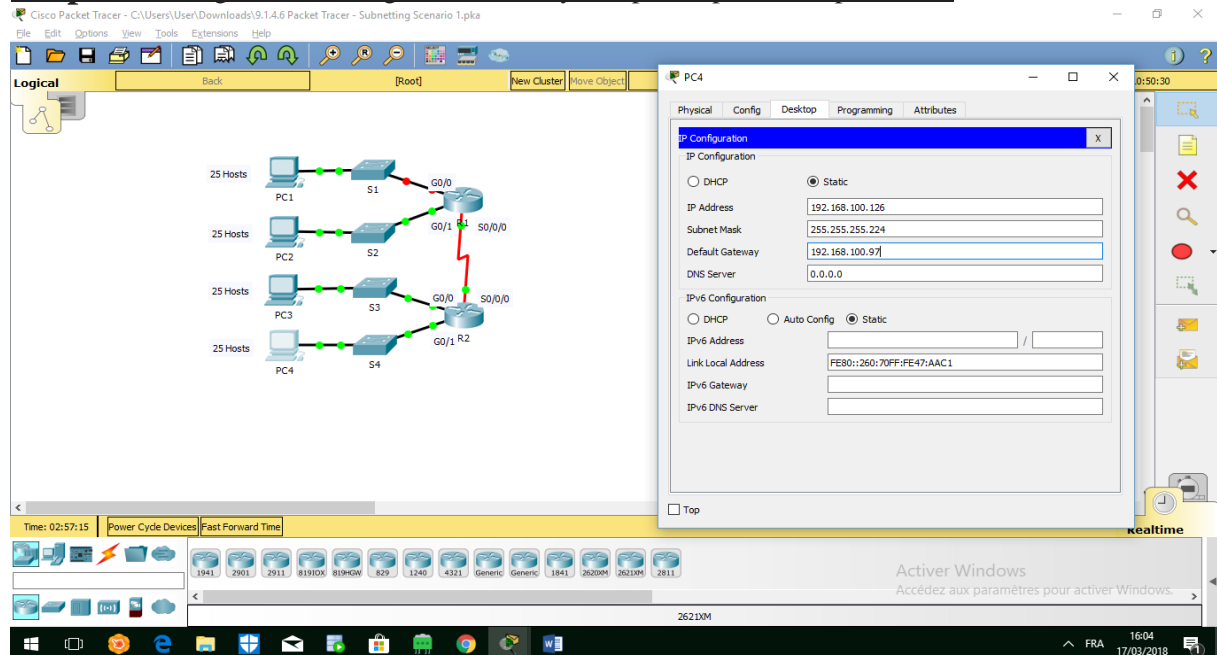 Cisco Packet Tracer - C:\Users\User\Downloads\9.1.4.6 Packet Tracer - Subnetting Scenario 1.pka
File Edit Options View Tools Extensions Help
Logical Back [Root] New Cluster Move Object 0:50:30
25 Hosts
PC1
S1
G0/0
R1
G0/1
S0/0/0
25 Hosts
PC2
S2
25 Hosts
PC3
S3
G0/0
S0/0/0
R2
G0/1
25 Hosts
PC4
S4
PC4
Physical Config Desktop Programming Attributes
IP Configuration X
IP Configuration
DHCP Static
IP Address 192.168.100.126
Subnet Mask 255.255.255.224
Default Gateway 192.168.100.97
DNS Server 0.0.0.0
IPv6 Configuration
DHCP Auto Config Static
IPv6 Address /
Link Local Address FE80::260:70FF:FE47:AAC1
IPv6 Gateway
IPv6 DNS Server
Top
Time: 02:57:15 Power Cycle Devices Fast Forward Time Realtime
1941 2901 2911 819IOX 819HGW 829 1240 4321 Generic Generic 1841 2620XM 2621XM 2811
Activer Windows
Accédez aux paramètres pour activer Windows.
2621XM
FRA
16:04
17/03/2018